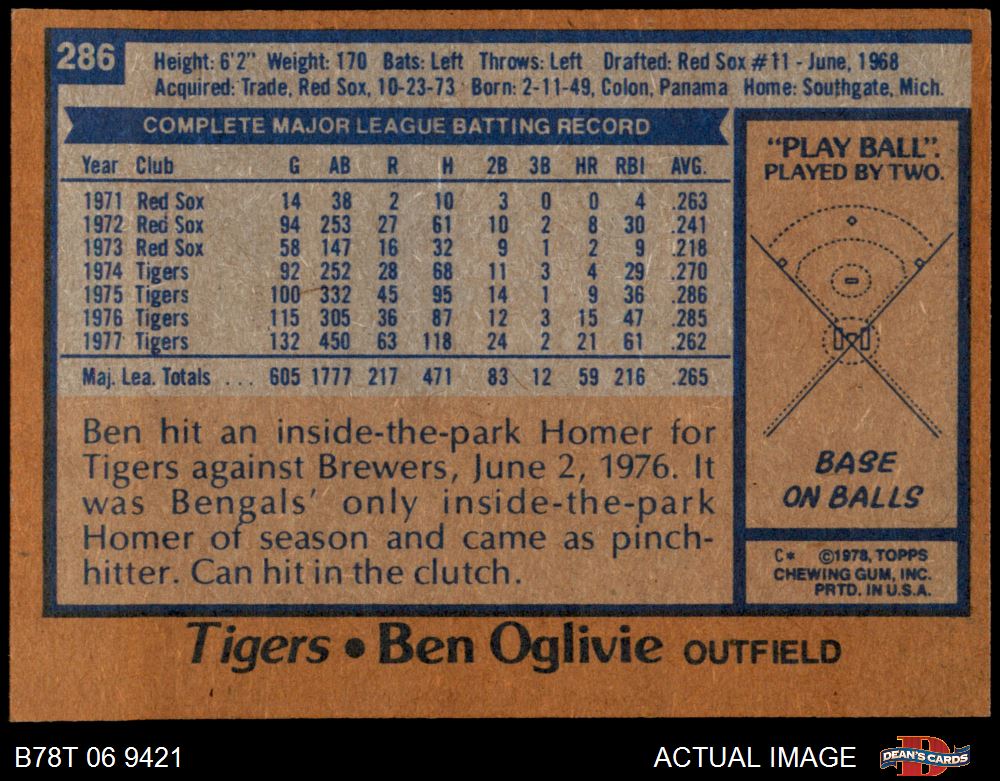 286
Height: 6'2" Weight: 170 Bats: Left Throws: Left Drafted: Red Sox #11 - June, 1968
Acquired: Trade, Red Sox, 10-23-73 Born: 2-11-49, Colon, Panama Home: Southgate, Mich.
COMPLETE MAJOR LEAGUE BATTING RECORD
Year Club G AB R H 2B 3B HR RBI AVG.
1971 Red Sox 14 38 2 10 3 0 0 4 .263
1972 Red Sox 94 253 27 61 10 2 8 30 .241
1973 Red Sox 58 147 16 32 9 1 2 9 .218
1974 Tigers 92 252 28 68 11 3 4 29 .270
1975 Tigers 100 332 45 95 14 1 9 36 .286
1976 Tigers 115 305 36 87 12 3 15 47 .285
1977 Tigers 132 450 63 118 24 2 21 61 .262
Maj. Lea. Totals . . . 605 1777 217 471 83 12 59 216 .265
Ben hit an inside-the-park Homer for
Tigers against Brewers, June 2, 1976. It
was Bengals' only inside-the-park
Homer of season and came as pinch-
hitter. Can hit in the clutch.
"PLAY BALL".
PLAYED BY TWO.
BASE
ON BALLS
C* ©1978, TOPPS
CHEWING GUM, INC.
PRTD. IN U.S.A.
Tigers • Ben Oglivie OUTFIELD
B78T 06 9421
ACTUAL IMAGE
DEAN'S CARDS